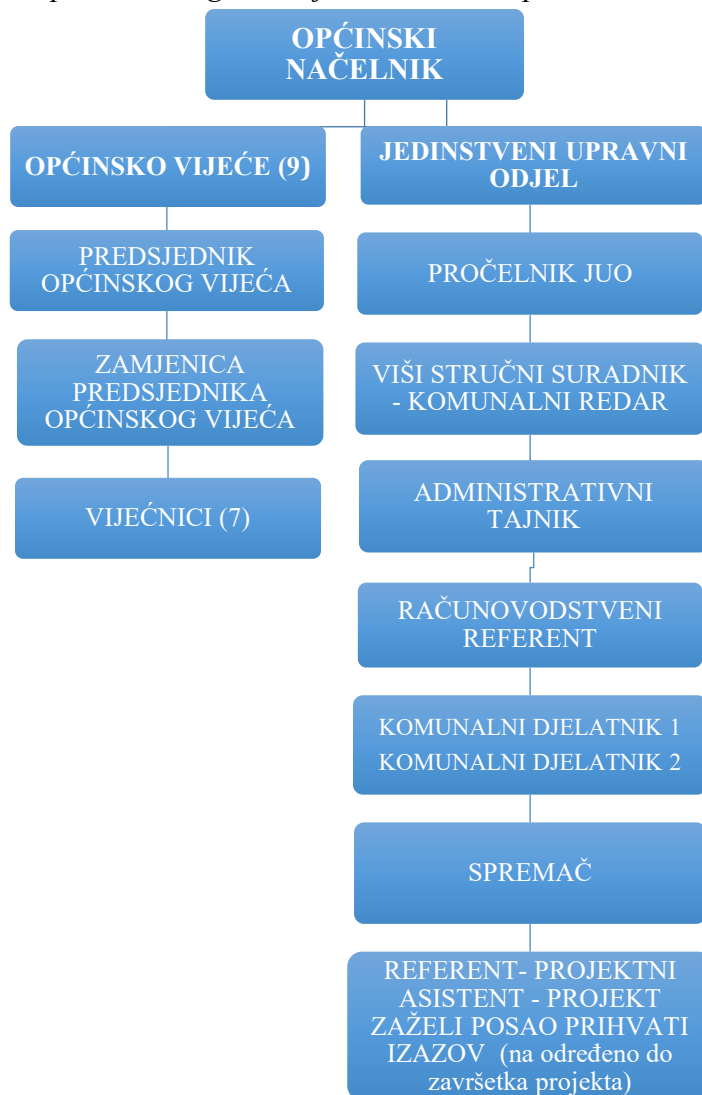 OPĆINSKI
NAČELNIK
OPĆINSKO VIJEĆE (9)
PREDSJEDNIK
OPĆINSKOG VIJEĆA
ZAMJENICA
PREDSJEDNIKA
OPĆINSKOG VIJEĆA
VIJEĆNICI (7)
JEDINSTVENI UPRAVNI
ODJEL
PROČELNIK JUO
VIŠI STRUČNI SURADNIK
- KOMUNALNI REDAR
ADMINISTRATIVNI
TAJNIK
RAČUNOVODSTVENI
REFERENT
KOMUNALNI DJELATNIK 1
KOMUNALNI DJELATNIK 2
SPREMAČ
REFERENT- PROJEKTNI
ASISTENT - PROJEKT
ZAŽELI POSAO PRIHVATI
IZAZOV (na određeno do
završetka projekta)